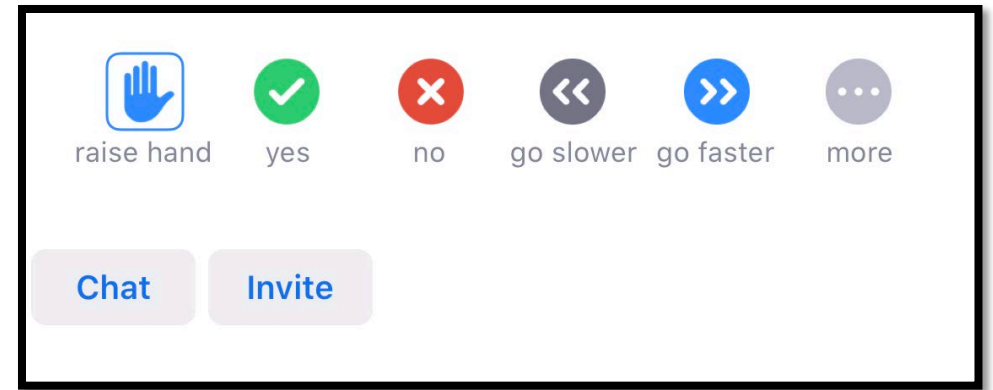 raise hand yes no go slower go faster more
Chat Invite